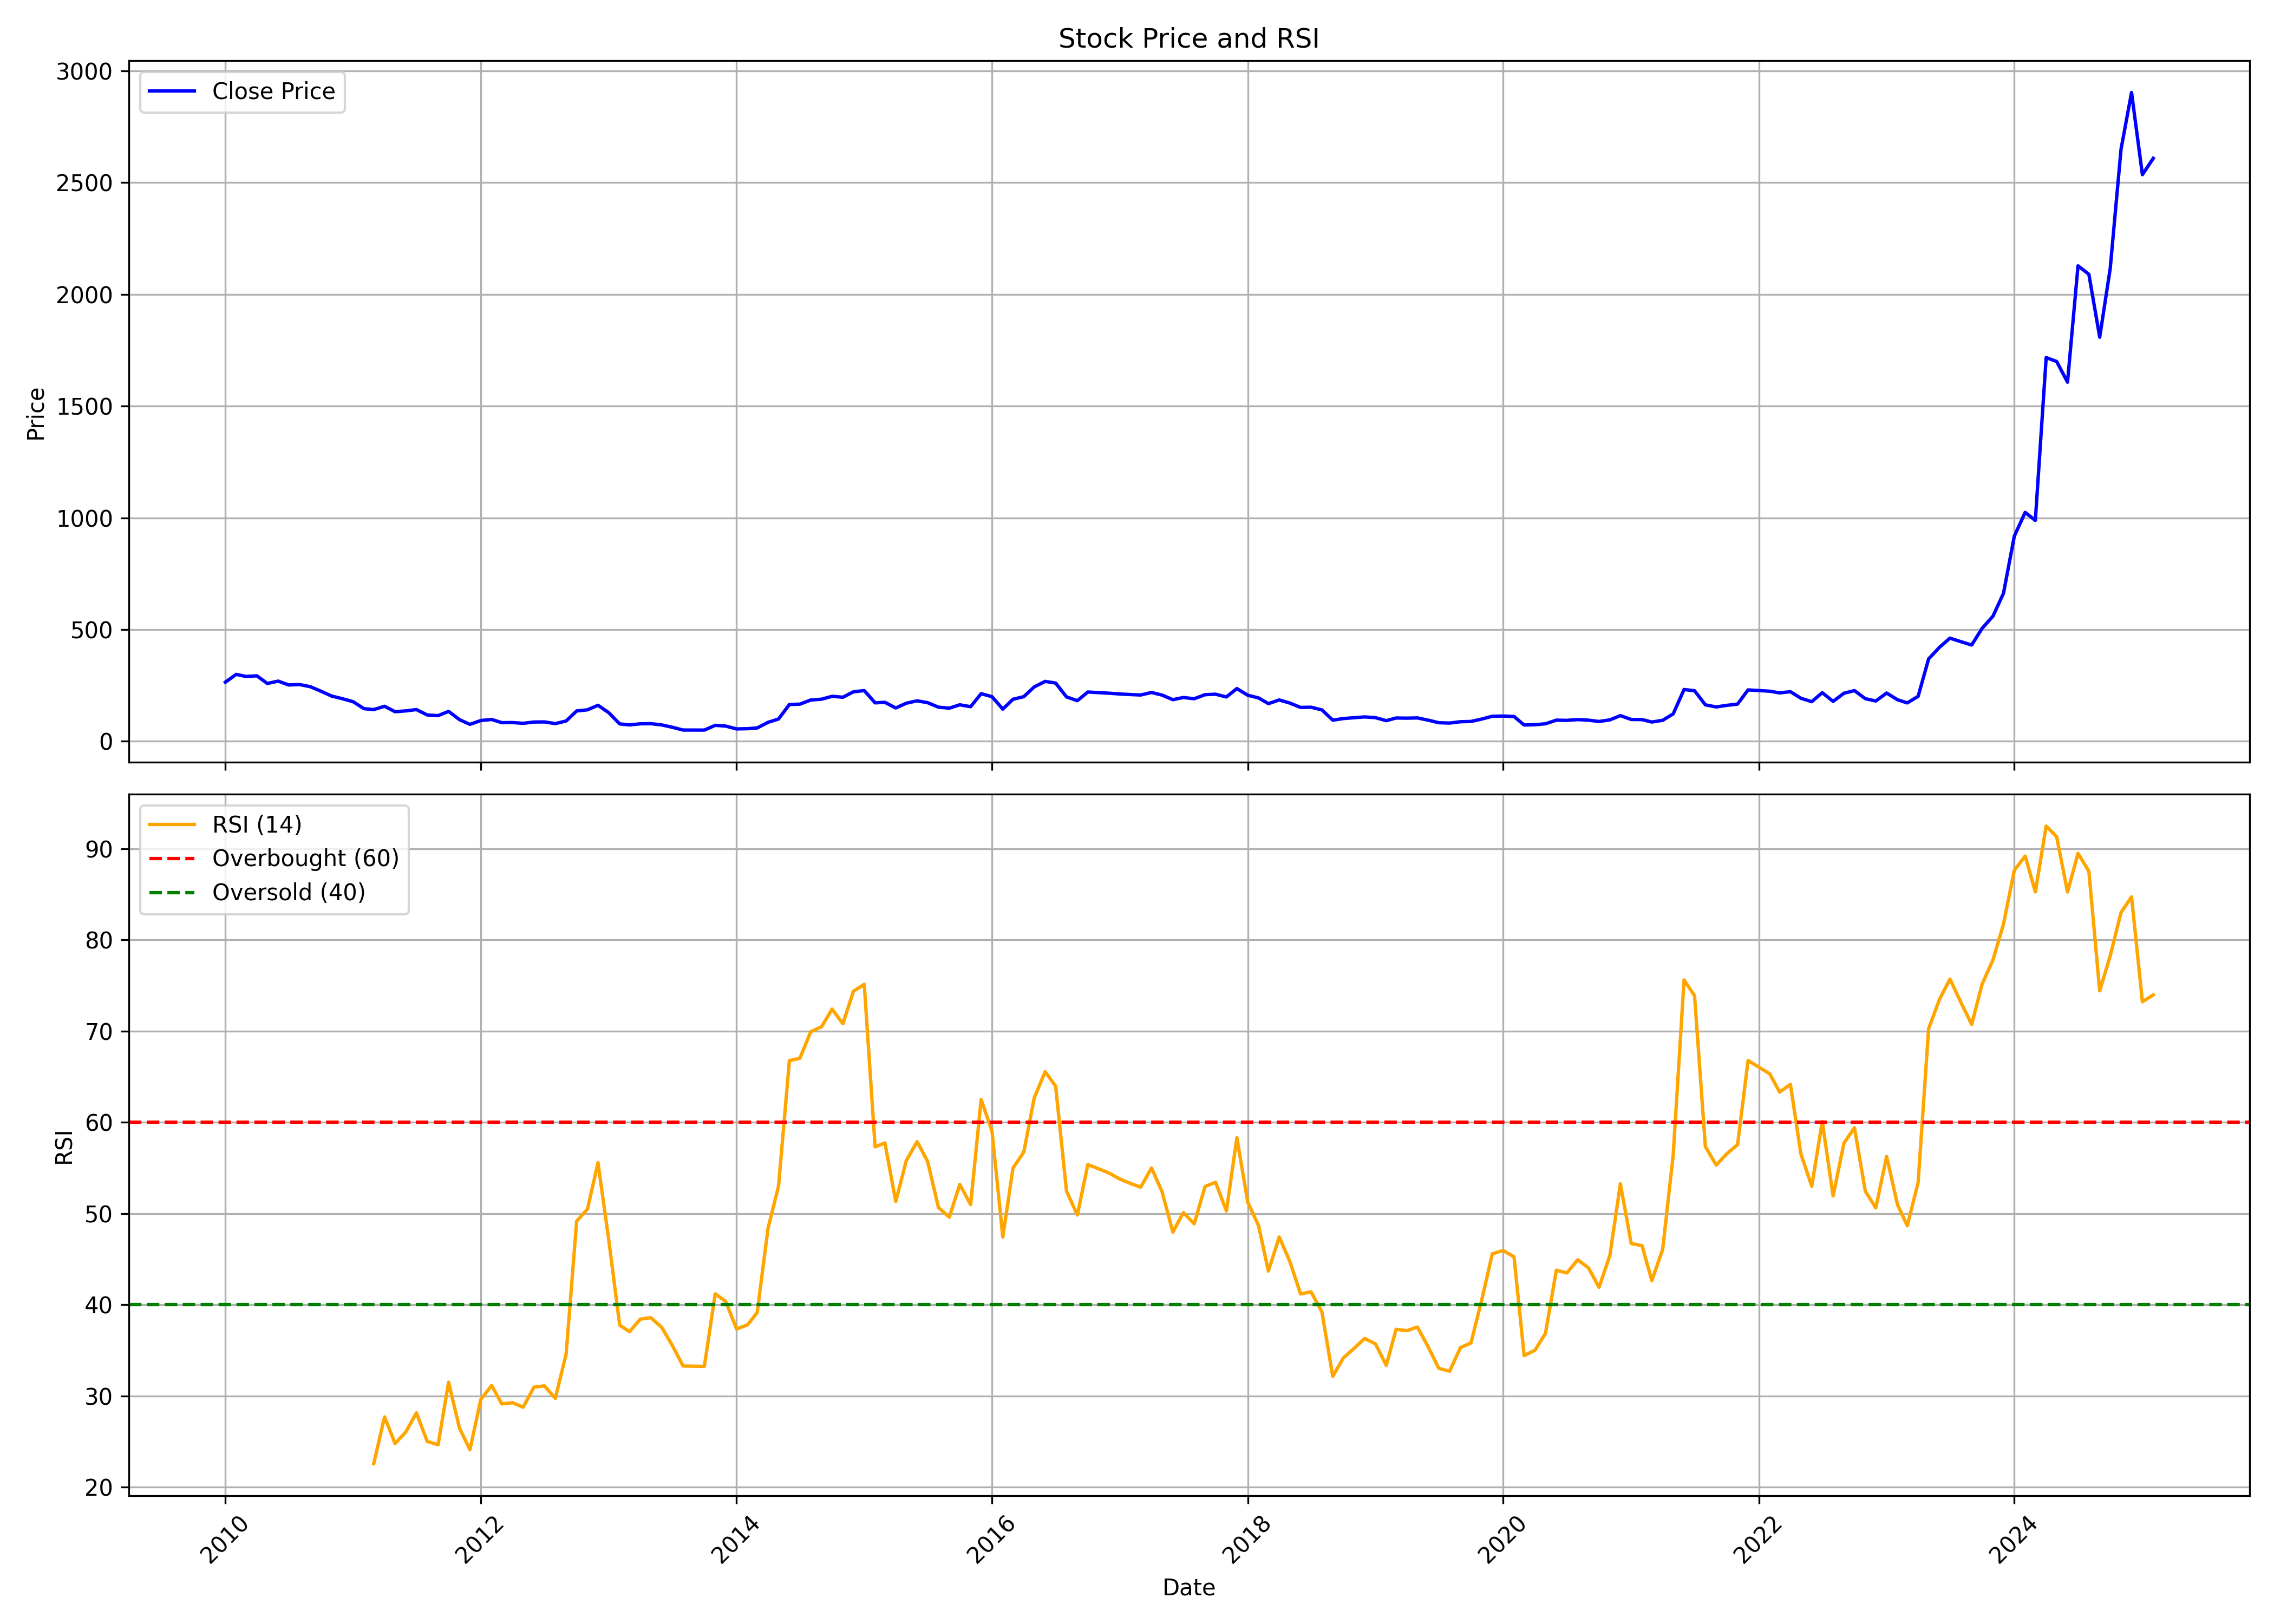 Stock Price and RSI
Close Price
3000
2500
2000
1500
1000
500
0
Price
RSI (14)
Overbought (60)
Oversold (40)
90
80
70
60
50
40
30
20
RSI
2010
2012
2014
2016
2018
2020
2022
2024
Date